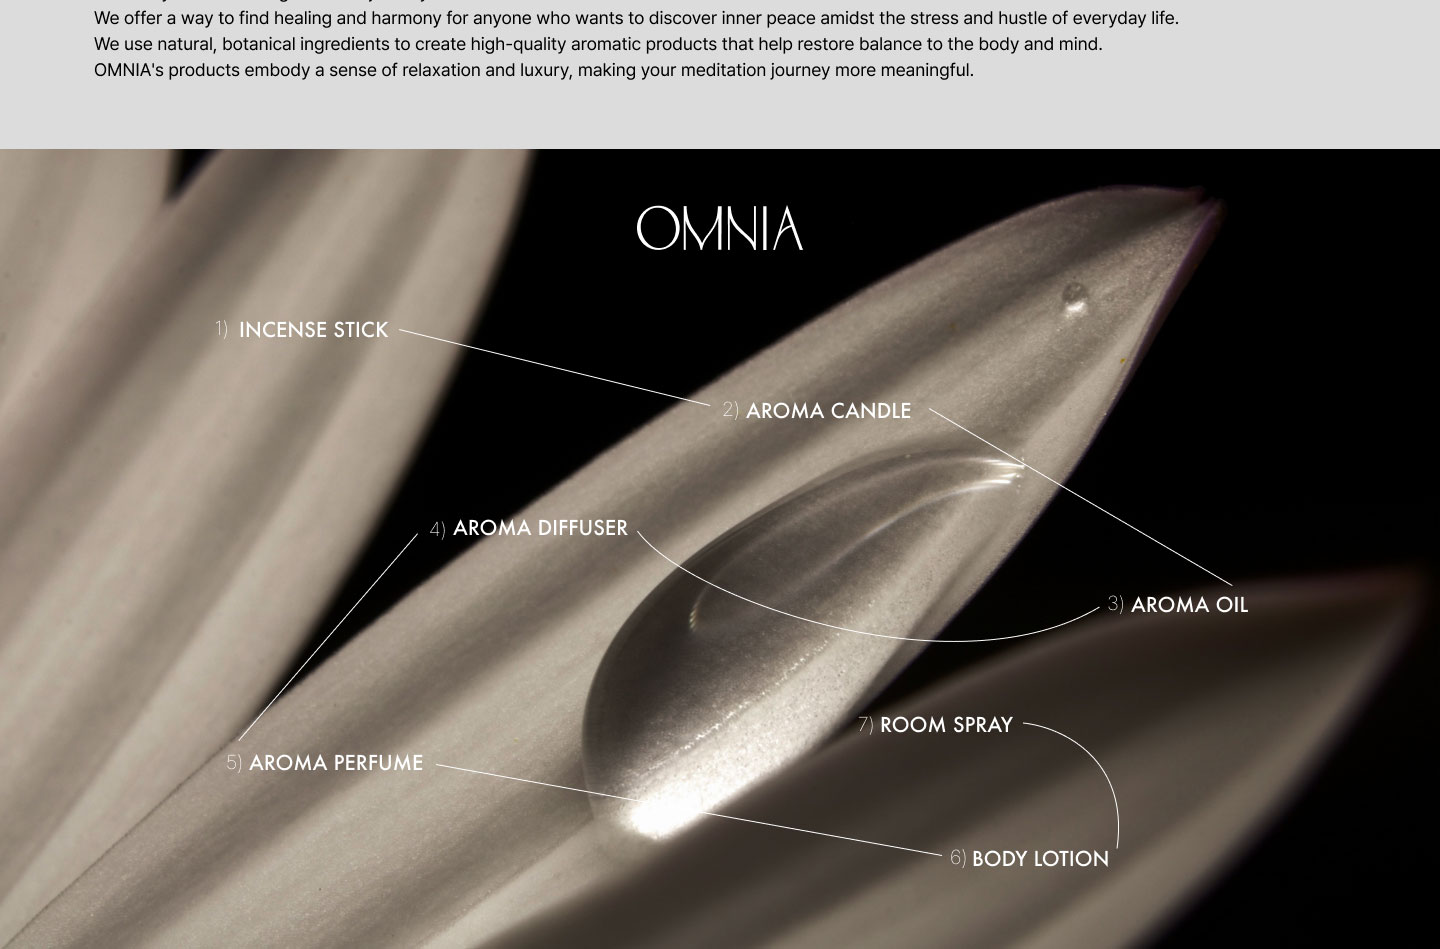 We offer a way to find healing and harmony for anyone who wants to discover inner peace amidst the stress and hustle of everyday life.
We use natural, botanical ingredients to create high-quality aromatic products that help restore balance to the body and mind.
OMNIA's products embody a sense of relaxation and luxury, making your meditation journey more meaningful.
OMNIA
1) INCENSE STICK
2) AROMA CANDLE
4) AROMA DIFFUSER
3) AROMA OIL
7) ROOM SPRAY
5) AROMA PERFUME
6) BODY LOTION